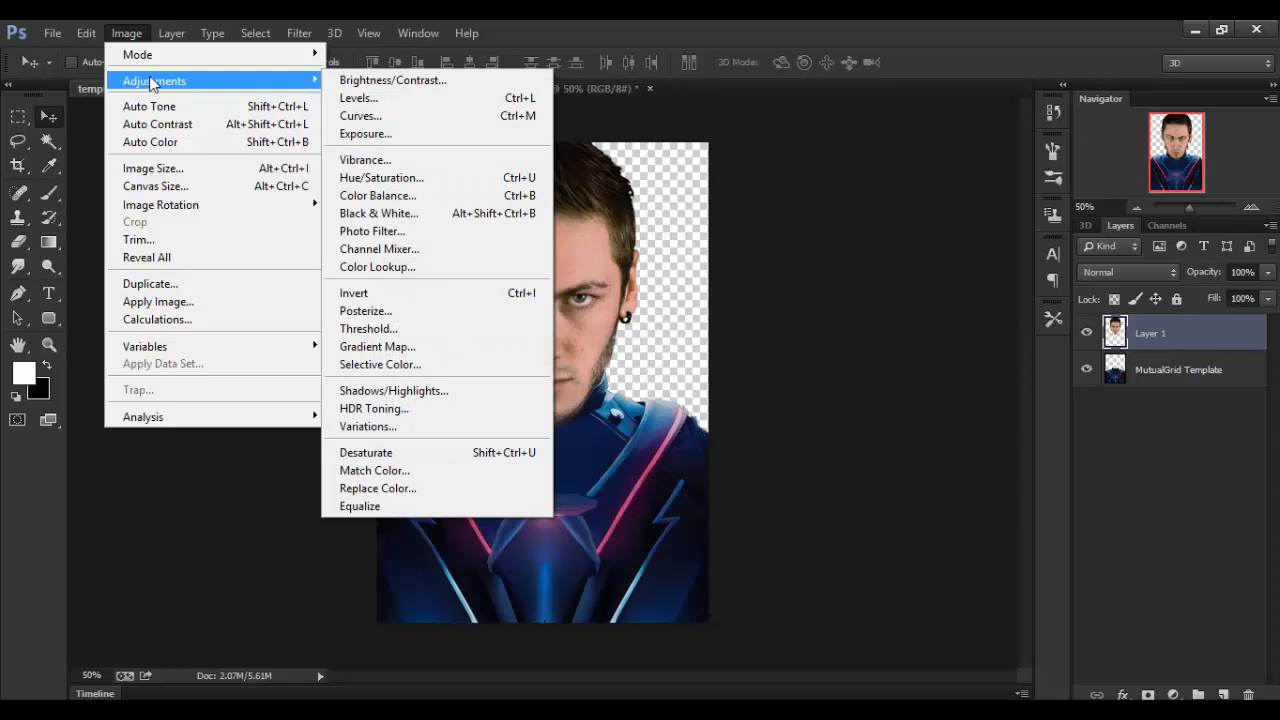 Ps File Edit Image Layer Type Select Filter 3D View Window Help
Auto- ols 3D Mode: 3D
temp @ 50% (RGB/8#) * ×
Mode
Adjustments
Auto Tone Shift+Ctrl+L
Auto Contrast Alt+Shift+Ctrl+L
Auto Color Shift+Ctrl+B
Image Size... Alt+Ctrl+I
Canvas Size... Alt+Ctrl+C
Image Rotation
Crop
Trim...
Reveal All
Duplicate...
Apply Image...
Calculations...
Variables
Apply Data Set...
Trap...
Analysis
Brightness/Contrast...
Levels... Ctrl+L
Curves... Ctrl+M
Exposure...
Vibrance...
Hue/Saturation... Ctrl+U
Color Balance... Ctrl+B
Black & White... Alt+Shift+Ctrl+B
Photo Filter...
Channel Mixer...
Color Lookup...
Invert Ctrl+I
Posterize...
Threshold...
Gradient Map...
Selective Color...
Shadows/Highlights...
HDR Toning...
Variations...
Desaturate Shift+Ctrl+U
Match Color...
Replace Color...
Equalize
Navigator
50%
3D Layers Channels
Kind
Normal Opacity: 100%
Lock: Fill: 100%
Layer 1
MutualGrid Template
50% Doc: 2.07M/5.61M
Timeline